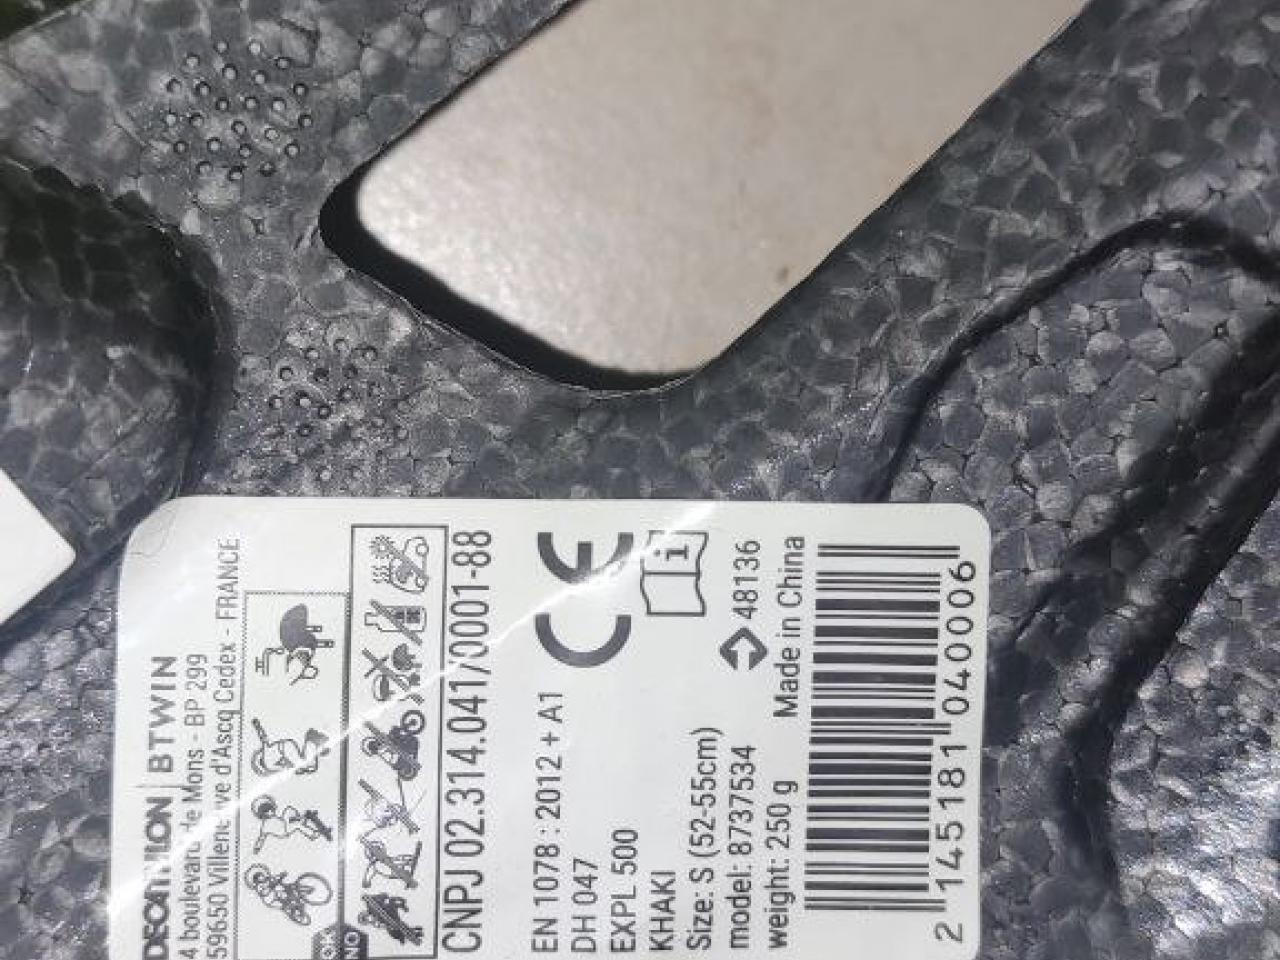 DECATHLON | BTWIN
4 boulevard de Mons - BP 299
59650 Villeneuve d'Ascq Cedex - FRANCE
OK
NO
CNPJ 02.314.041/0001-88
EN 1078 : 2012 + A1
DH 047
EXPL 500
KHAKI
Size: S (52-55cm)
model: 8737534
weight: 250 g
CE
i
48136
Made in China
2 145181 040006